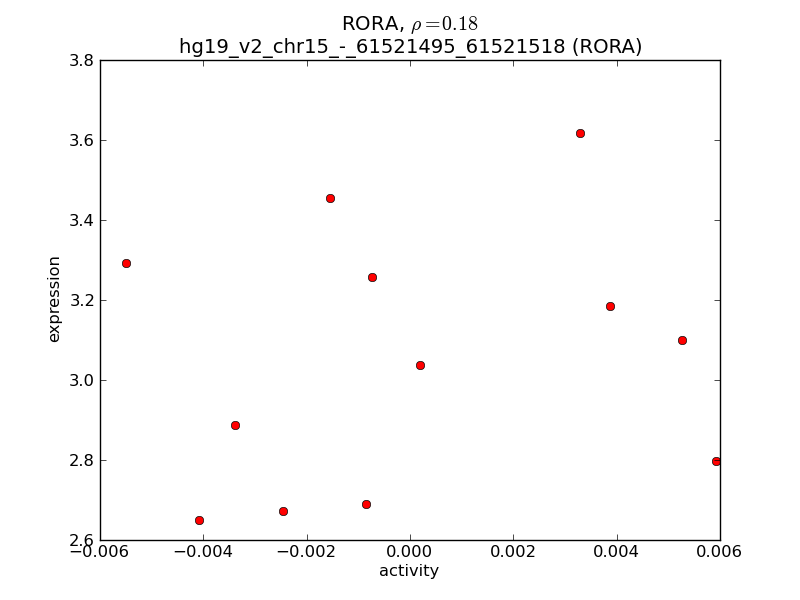 RORA, ρ=0.18
hg19_v2_chr15_-_61521495_61521518 (RORA)
3.8
3.6
3.4
3.2
3.0
2.8
2.6
expression
−0.006 −0.004 −0.002 0.000 0.002 0.004 0.006
activity